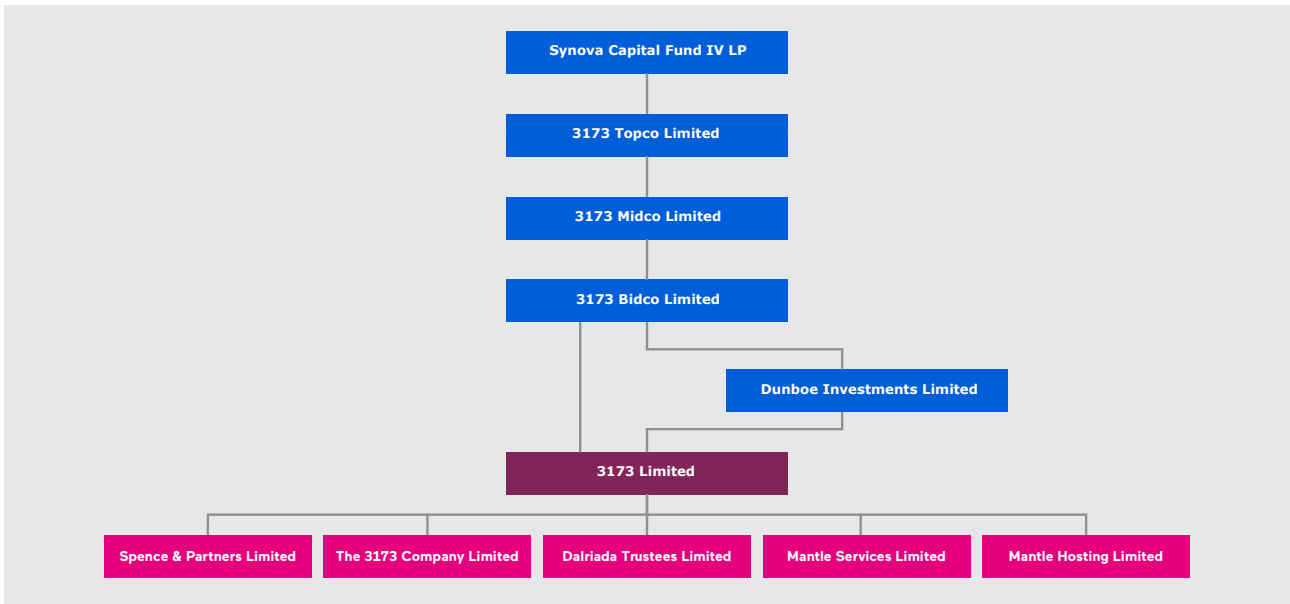 Synova Capital Fund IV LP
3173 Topco Limited
3173 Midco Limited
3173 Bidco Limited
Dunboe Investments Limited
3173 Limited
Spence & Partners Limited
The 3173 Company Limited
Dalriada Trustees Limited
Mantle Services Limited
Mantle Hosting Limited